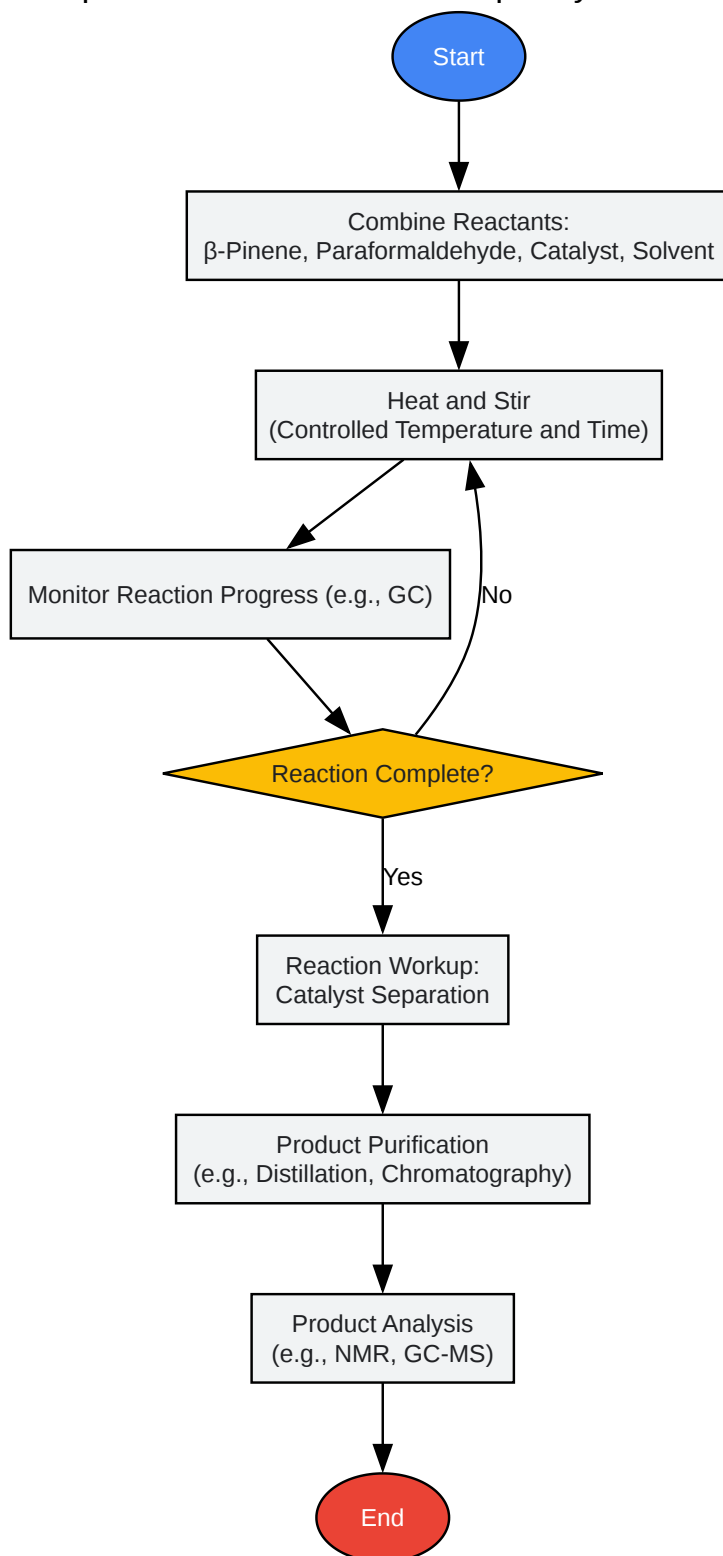 Start
Combine Reactants:
β-Pinene, Paraformaldehyde, Catalyst, Solvent
Heat and Stir
(Controlled Temperature and Time)
Monitor Reaction Progress (e.g., GC)
No
Reaction Complete?
Yes
Reaction Workup:
Catalyst Separation
Product Purification
(e.g., Distillation, Chromatography)
Product Analysis
(e.g., NMR, GC-MS)
End